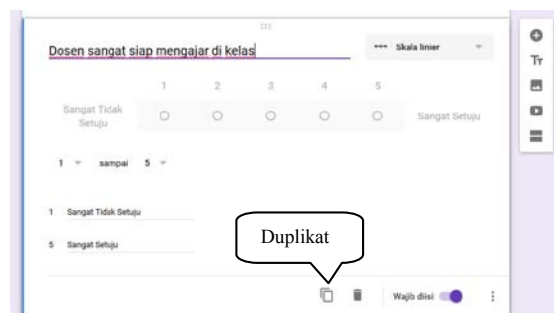 Dosen sangat siap mengajar di kelas
Skala linier
1 2 3 4 5
Sangat Tidak
Setuju
Sangat Setuju
1 sampai 5
1 Sangat Tidak Setuju
5 Sangat Setuju
Duplikat
Wajib diisi
Tт